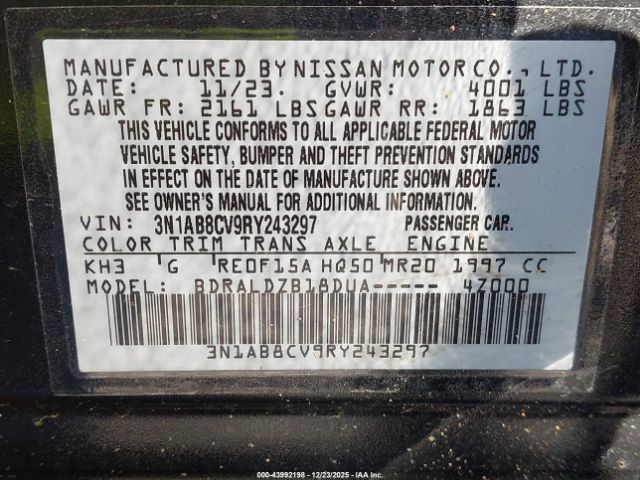 MANUFACTURED BY NISSAN MOTOR CO., LTD.
DATE: 11/23. GVWR: 4001 LBS
GAWR FR: 2161 LBS GAWR RR: 1863 LBS
THIS VEHICLE CONFORMS TO ALL APPLICABLE FEDERAL MOTOR
VEHICLE SAFETY, BUMPER AND THEFT PREVENTION STANDARDS
IN EFFECT ON THE DATE OF MANUFACTURE SHOWN ABOVE.
SEE OWNER'S MANUAL FOR ADDITIONAL INFORMATION.
VIN: 3N1AB8CV9RY243297 PASSENGER CAR.
COLOR TRIM TRANS AXLE ENGINE
KH3 G RE0F15A HQ50 MR20 1997 CC
MODEL: BDRALDZB18DUA----- 4Z000
3N1AB8CV9RY243297
000-43992198 - 12/23/2025 - IAA